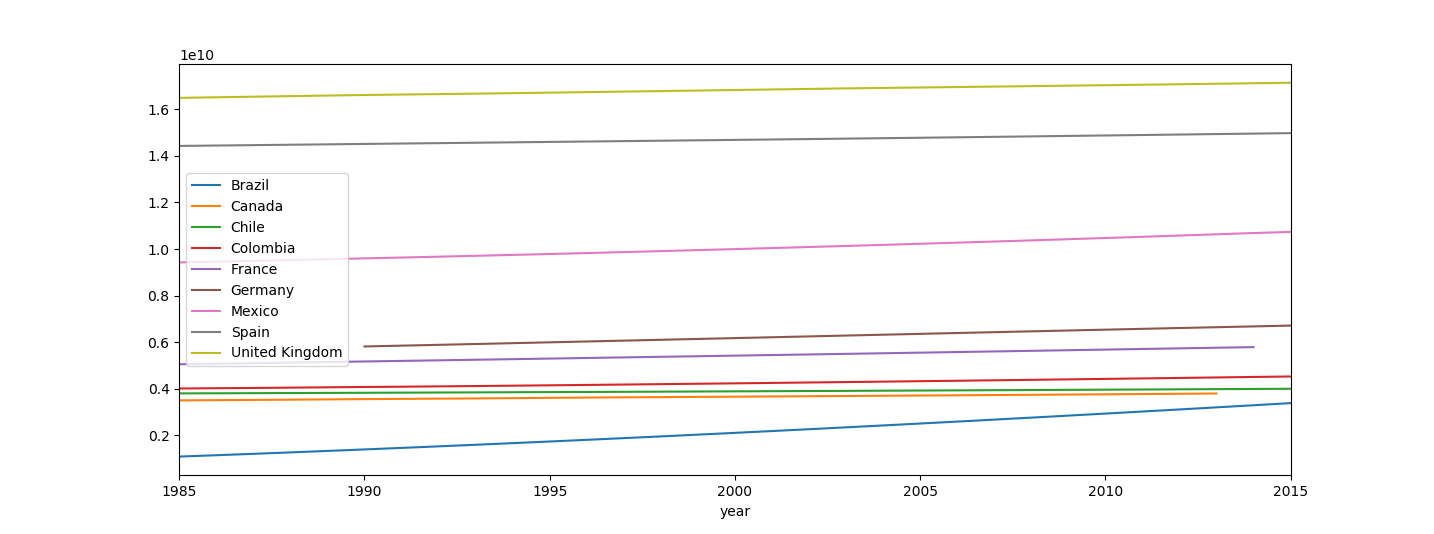 1e10
1.6
1.4
1.2
1.0
0.8
0.6
0.4
0.2
Brazil
Canada
Chile
Colombia
France
Germany
Mexico
Spain
United Kingdom
1985 1990 1995 2000 2005 2010 2015
year